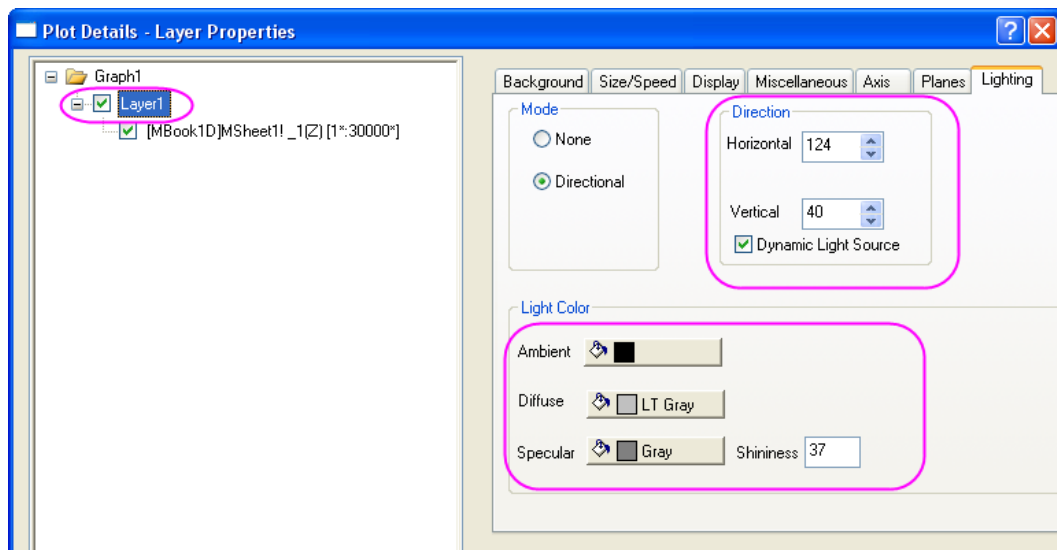 Plot Details - Layer Properties
Graph1
Layer1
[MBook1D]MSheet1! _1(Z) [1*:30000*]
Background Size/Speed Display Miscellaneous Axis Planes Lighting
Mode
None
Directional
Direction
Horizontal 124
Vertical 40
Dynamic Light Source
Light Color
Ambient
Diffuse LT Gray
Specular Gray Shininess 37